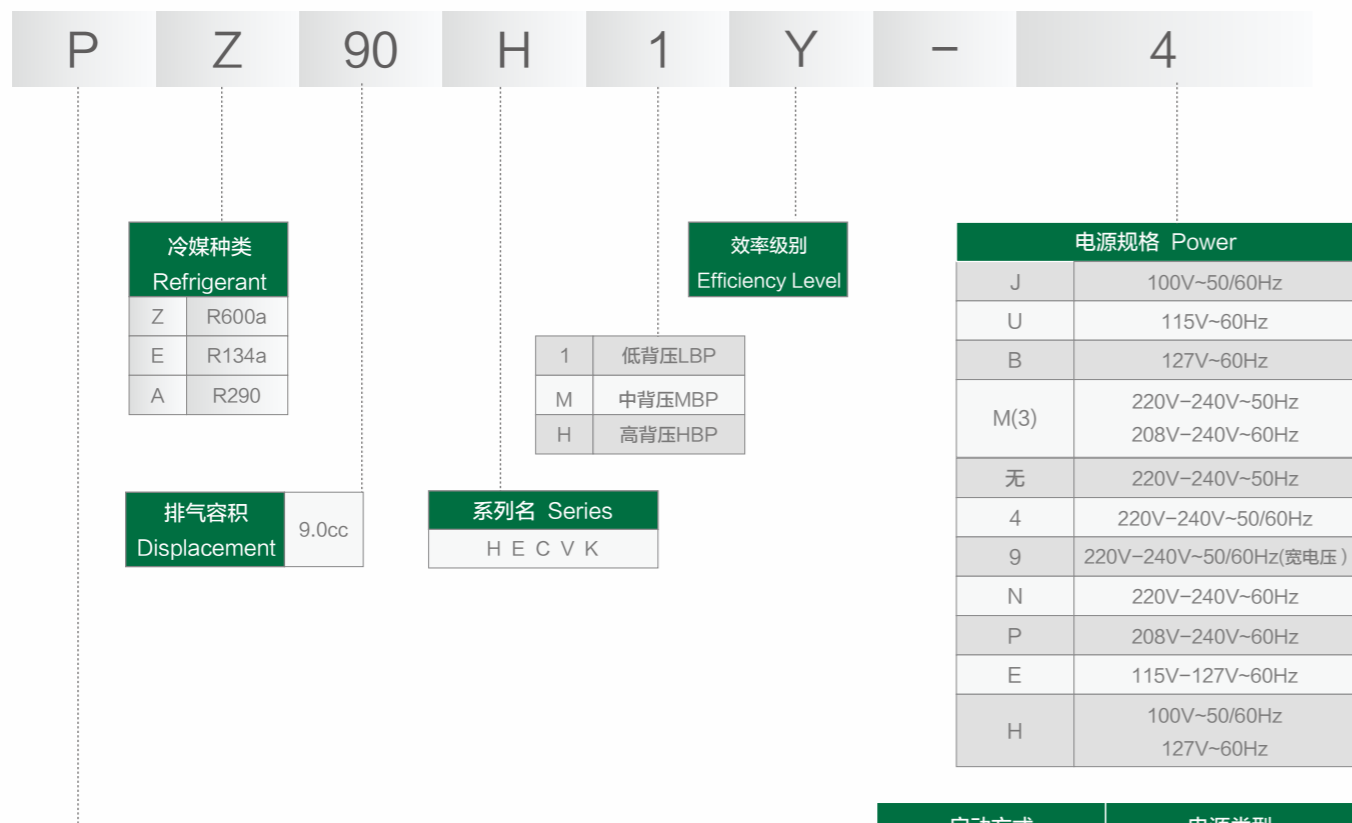 P Z 90 H 1 Y - 4
冷媒种类
Refrigerant
Z R600a
E R134a
A R290
排气容积
Displacement
9.0cc
系列名 Series
H E C V K
1 低背压LBP
M 中背压MBP
H 高背压HBP
效率级别
Efficiency Level
电源规格 Power
J 100V~50/60Hz
U 115V~60Hz
B 127V~60Hz
M(3)
220V-240V~50Hz
208V-240V~60Hz
无 220V-240V~50Hz
4 220V-240V~50/60Hz
9 220V-240V~50/60Hz(宽电压)
N 220V-240V~60Hz
P 208V-240V~60Hz
E 115V-127V~60Hz
H
100V~50/60Hz
127V~60Hz